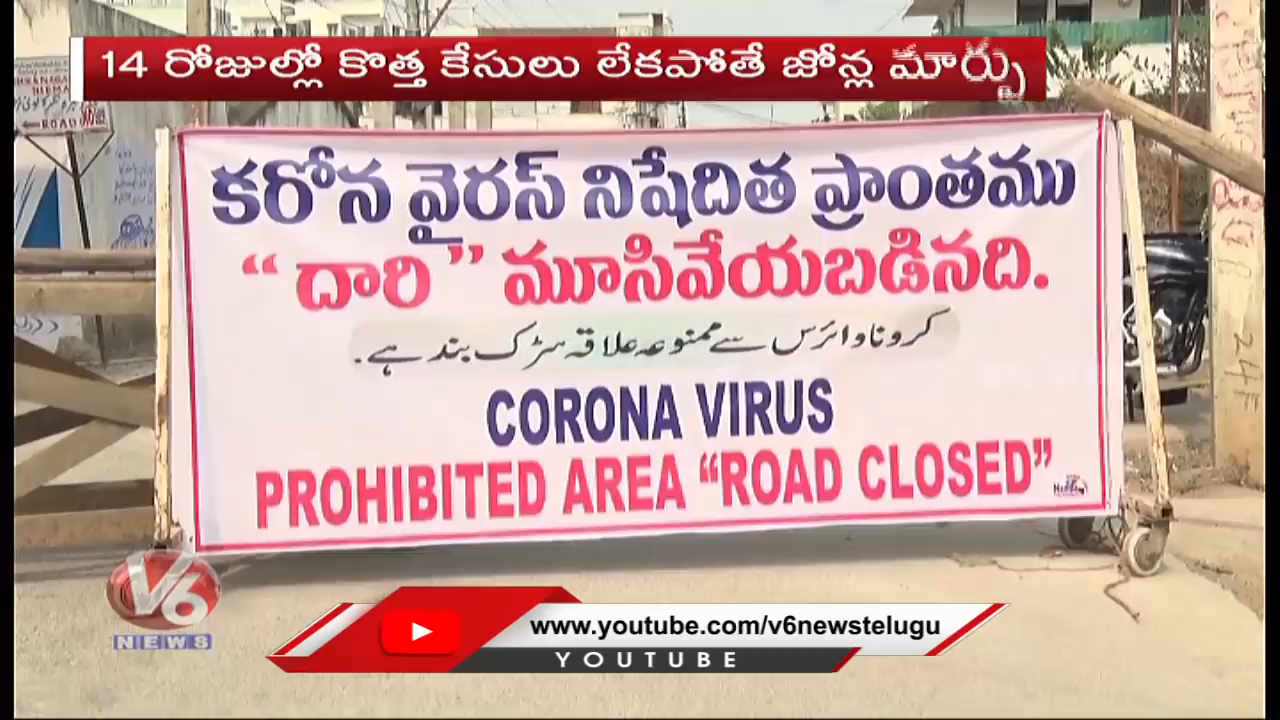 14 రోజుల్లో కొత్త కేసులు లేకపోతే జోన్ల మార్పు
ROAD
కరోన వైరస్ నిషేదిత ప్రాంతము
“దారి” మూసివేయబడినది.
کرونا وائرس سے ممنوعہ علاقہ سڑک بند ہے۔
CORONA VIRUS
PROHIBITED AREA “ROAD CLOSED”
V6
NEWS
www.youtube.com/v6newstelugu
YOUTUBE